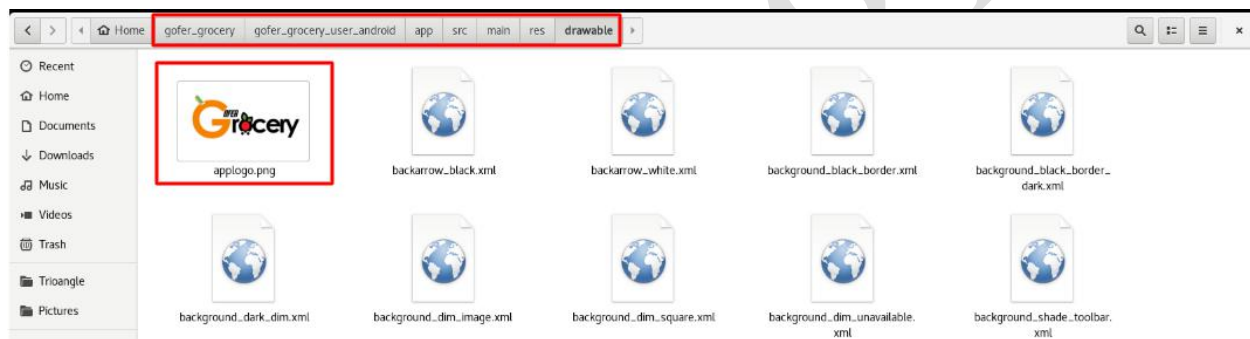 Home gofer_grocery gofer_grocery_user_android app src main res drawable
Recent
Home
Documents
Downloads
Music
Videos
Trash
Trioangle
Pictures
GOFER
Grocery
applogo.png
backarrow_black.xml
backarrow_white.xml
background_black_border.xml
background_black_border_
dark.xml
background_dark_dim.xml
background_dim_image.xml
background_dim_square.xml
background_dim_unavailable.
xml
background_shade_toolbar.
xml